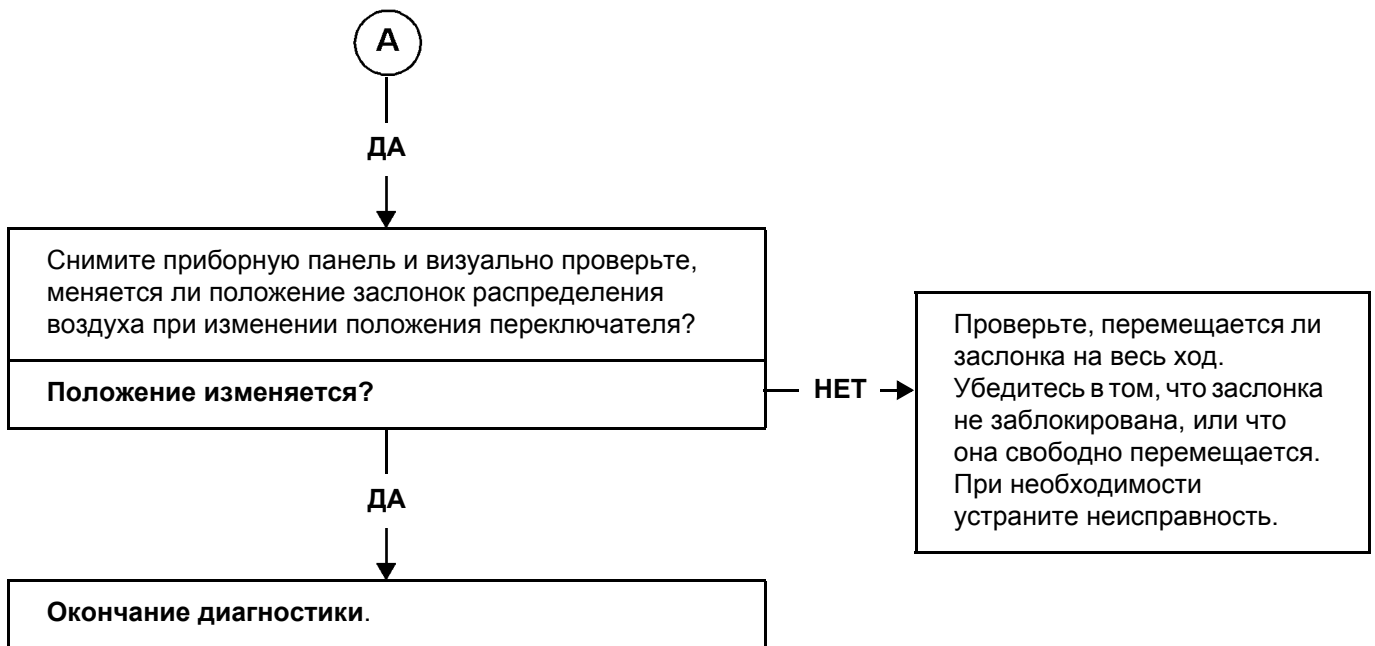 А
ДА
Снимите приборную панель и визуально проверьте,
меняется ли положение заслонок распределения
воздуха при изменении положения переключателя?
Положение изменяется?
НЕТ
Проверьте, перемещается ли
заслонка на весь ход.
Убедитесь в том, что заслонка
не заблокирована, или что
она свободно перемещается.
При необходимости
устраните неисправность.
ДА
Окончание диагностики.